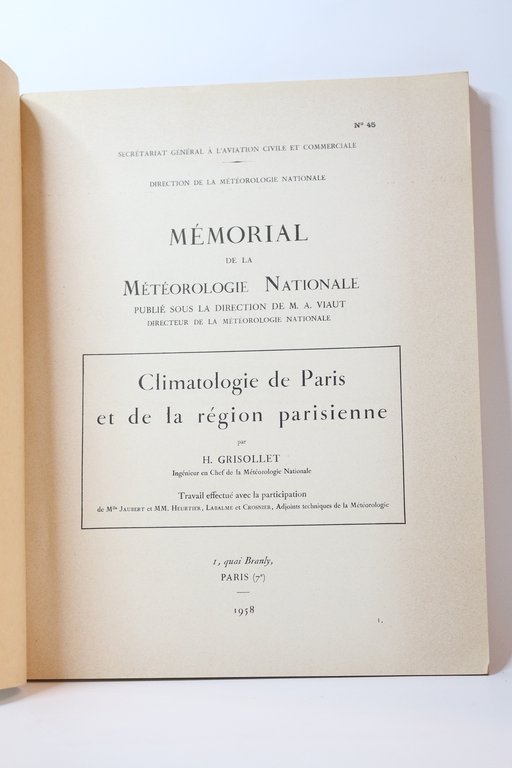 Nº 45
SECRÉTARIAT GÉNÉRAL A L'AVIATION CIVILE ET COMMERCIALE
DIRECTION DE LA MÉTÉOROLOGIE NATIONALE
MÉMORIAL
DE LA
MÉTÉOROLOGIE NATIONALE
PUBLIÉ SOUS LA DIRECTION DE M. A. VIAUT
DIRECTEUR DE LA MÉTÉOROLOGIE NATIONALE
Climatologie de Paris
et de la région parisienne
par
H. GRISOLLET
Ingénieur en Chef de la Météorologie Nationale
Travail effectué avec la participation
de Mlle JAUBERT et MM. HEURTIER, LABALME et CROSNIER, Adjoints techniques de la Météorologie
1, quai Branly,
PARIS (7e)
1958
1.